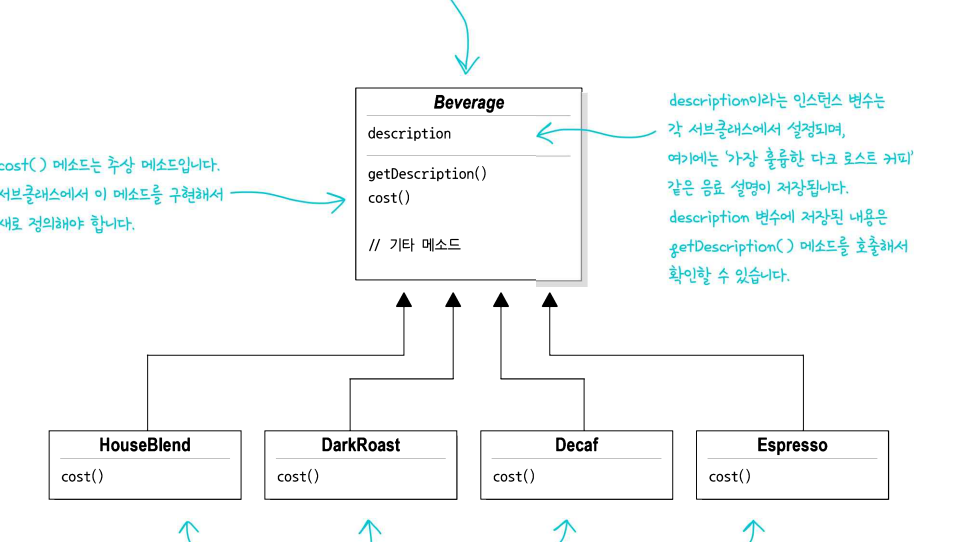 Beverage
description
getDescription()
cost()
// 기타 메소드
cost() 메소드는 추상 메소드입니다.
서브클래스에서 이 메소드를 구현해서
새로 정의해야 합니다.
description이라는 인스턴스 변수는
각 서브클래스에서 설정되며,
여기에는 '가장 훌륭한 다크 로스트 커피'
같은 음료 설명이 저장됩니다.
description 변수에 저장된 내용은
getDescription() 메소드를 호출해서
확인할 수 있습니다.
HouseBlend
cost()
DarkRoast
cost()
Decaf
cost()
Espresso
cost()